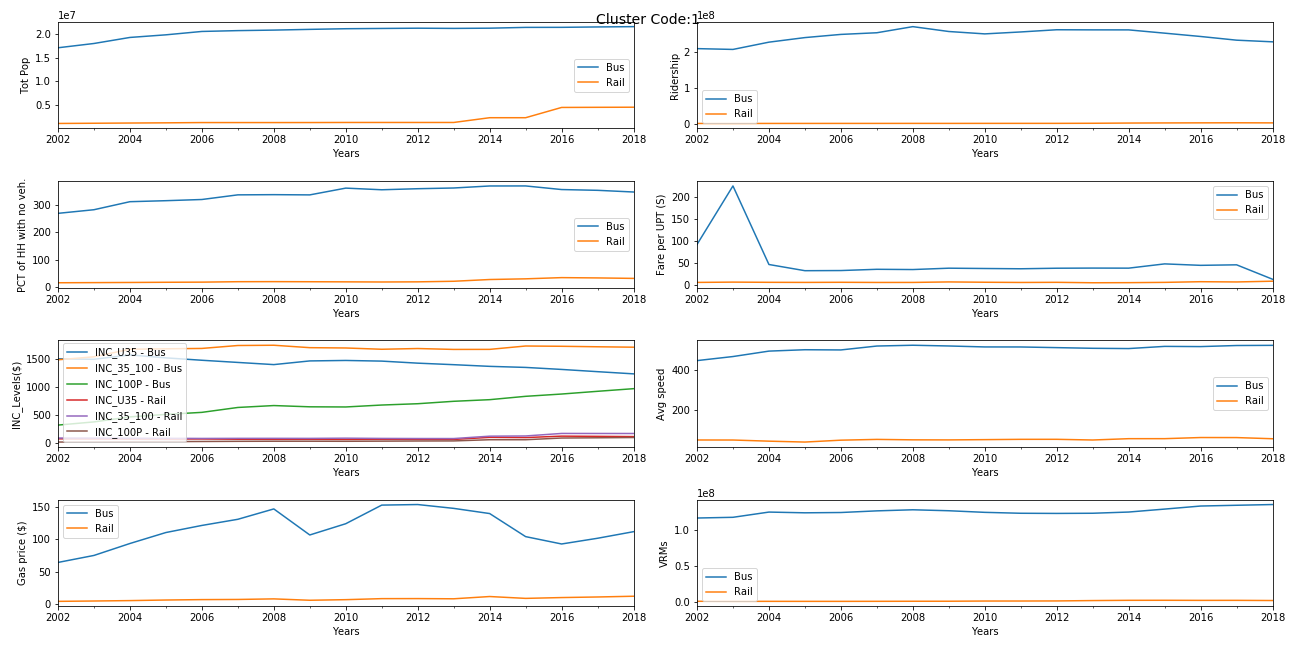 Cluster Code:1
1e7
Tot Pop
2.0
1.5
1.0
0.5
Bus
Rail
2002 2004 2006 2008 2010 2012 2014 2016 2018
Years
1e8
Ridership
2
1
0
Bus
Rail
2002 2004 2006 2008 2010 2012 2014 2016 2018
Years
PCT of HH with no veh.
300
200
100
0
Bus
Rail
2002 2004 2006 2008 2010 2012 2014 2016 2018
Years
Fare per UPT (S)
200
150
100
50
0
Bus
Rail
2002 2004 2006 2008 2010 2012 2014 2016 2018
Years
INC_Levels($)
1500
1000
500
0
INC_U35 - Bus
INC_35_100 - Bus
INC_100P - Bus
INC_U35 - Rail
INC_35_100 - Rail
INC_100P - Rail
2002 2004 2006 2008 2010 2012 2014 2016 2018
Years
Avg speed
400
200
Bus
Rail
2002 2004 2006 2008 2010 2012 2014 2016 2018
Years
Gas price ($)
150
100
50
0
Bus
Rail
2002 2004 2006 2008 2010 2012 2014 2016 2018
Years
1e8
VRMs
1.0
0.5
0.0
Bus
Rail
2002 2004 2006 2008 2010 2012 2014 2016 2018
Years